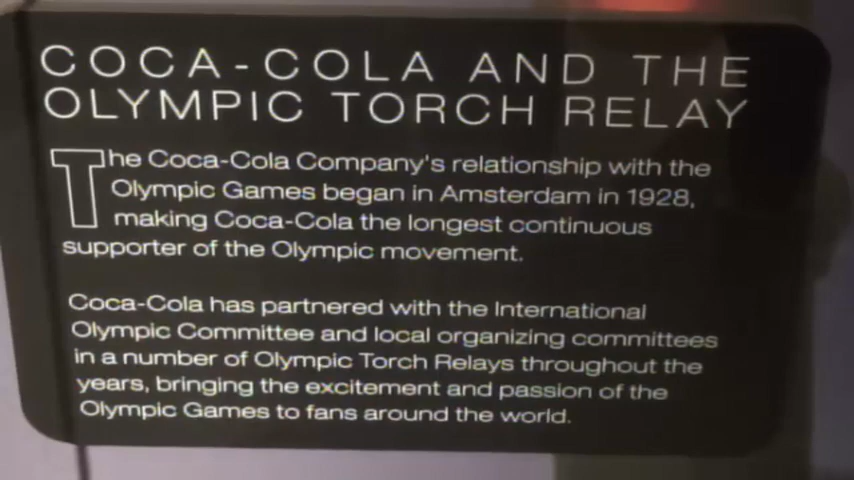 COCA-COLA AND THE
OLYMPIC TORCH RELAY
The Coca-Cola Company's relationship with the
Olympic Games began in Amsterdam in 1928,
making Coca-Cola the longest continuous
supporter of the Olympic movement.
Coca-Cola has partnered with the International
Olympic Committee and local organizing committees
in a number of Olympic Torch Relays throughout the
years, bringing the excitement and passion of the
Olympic Games to fans around the world.